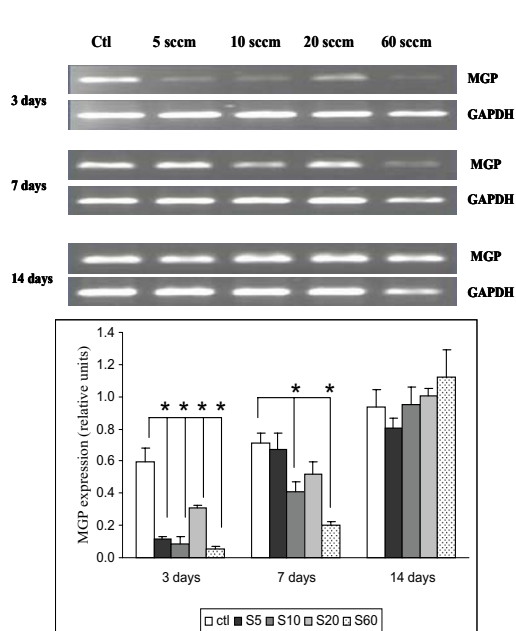 Ctl 5 sccm 10 sccm 20 sccm 60 sccm
MGP
3 days
GAPDH
MGP
7 days
GAPDH
MGP
14 days
GAPDH
MGP expression (relative units)
1.4
1.2
1.0
0.8
0.6
0.4
0.2
0.0
* * * *
* *
3 days 7 days 14 days
ctl S5 S10 S20 S60